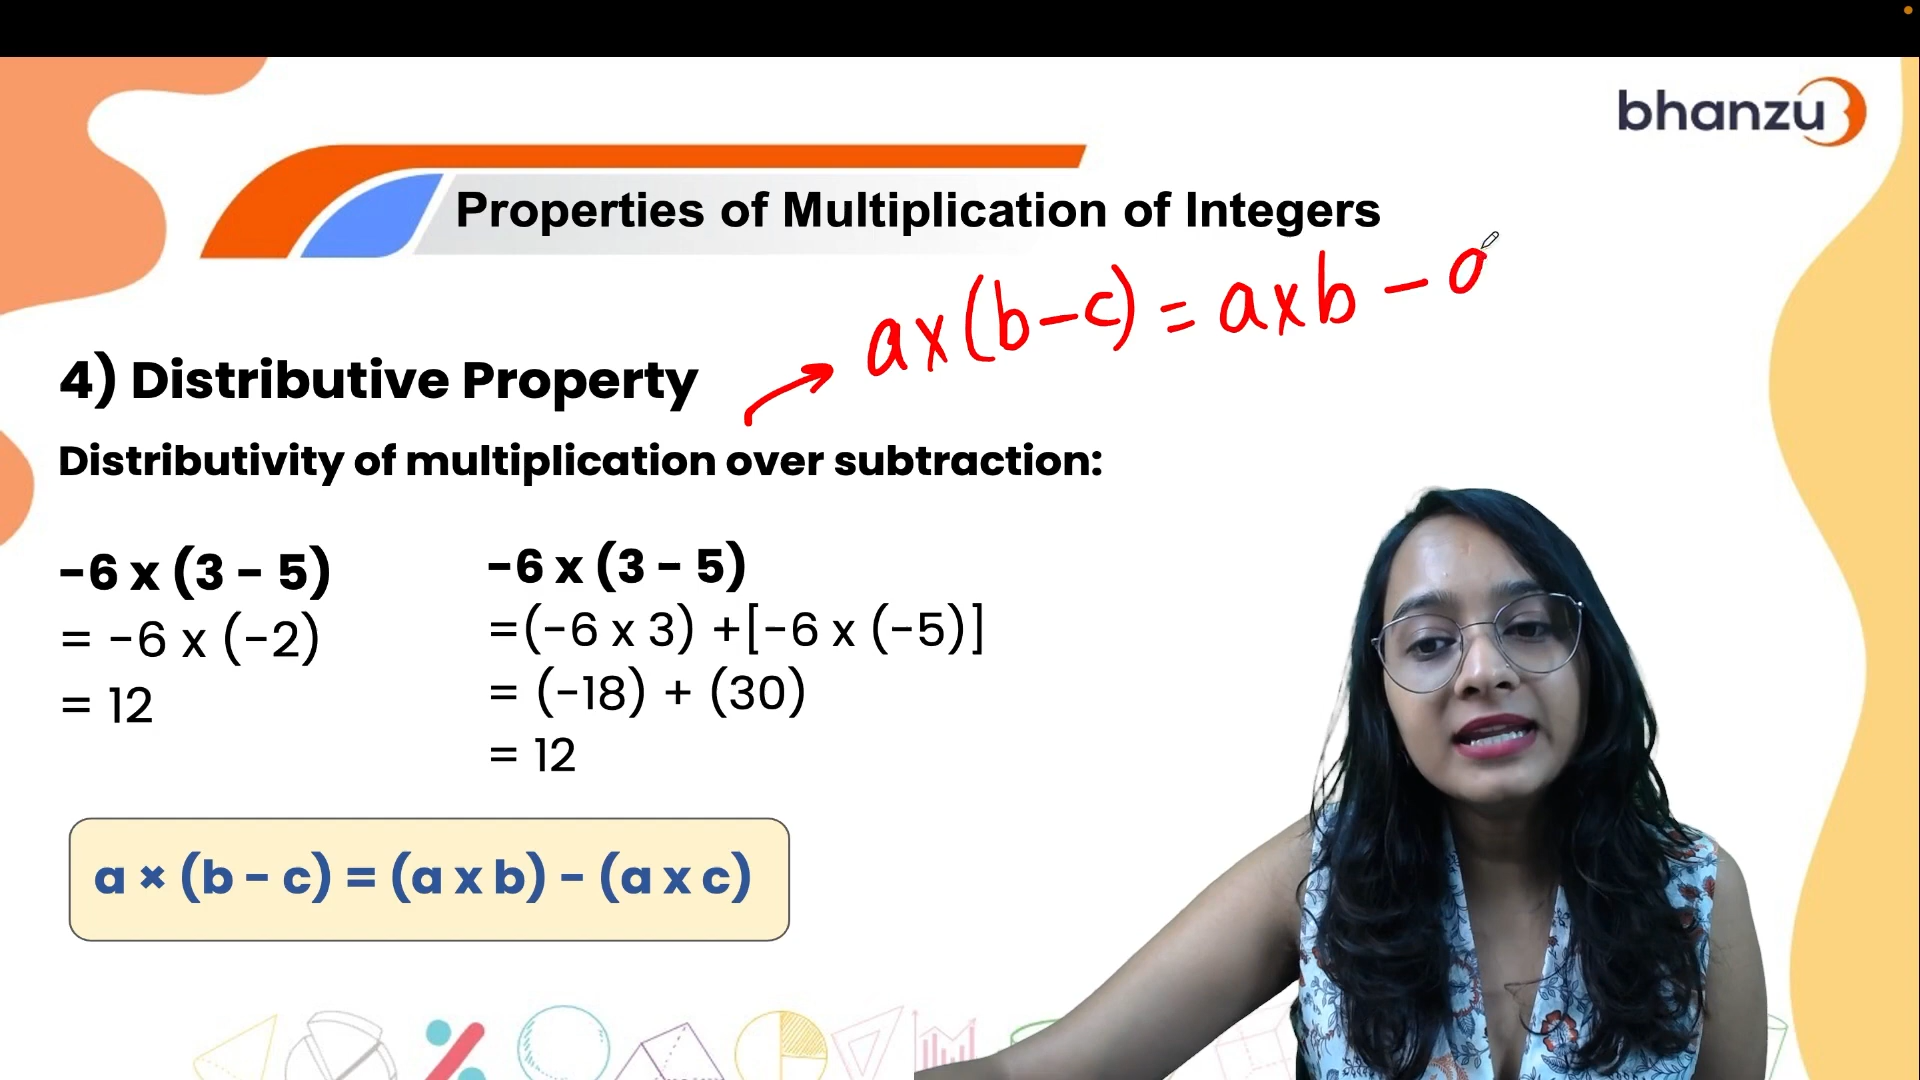 bhanzu
Properties of Multiplication of Integers
a x (b - c) = a x b - a
4) Distributive Property
Distributivity of multiplication over subtraction:
-6 x (3 - 5)
= -6 x (-2)
= 12
-6 x (3 - 5)
=(-6 x 3) +[-6 x (-5)]
= (-18) + (30)
= 12
a × (b - c) = (a x b) - (a x c)